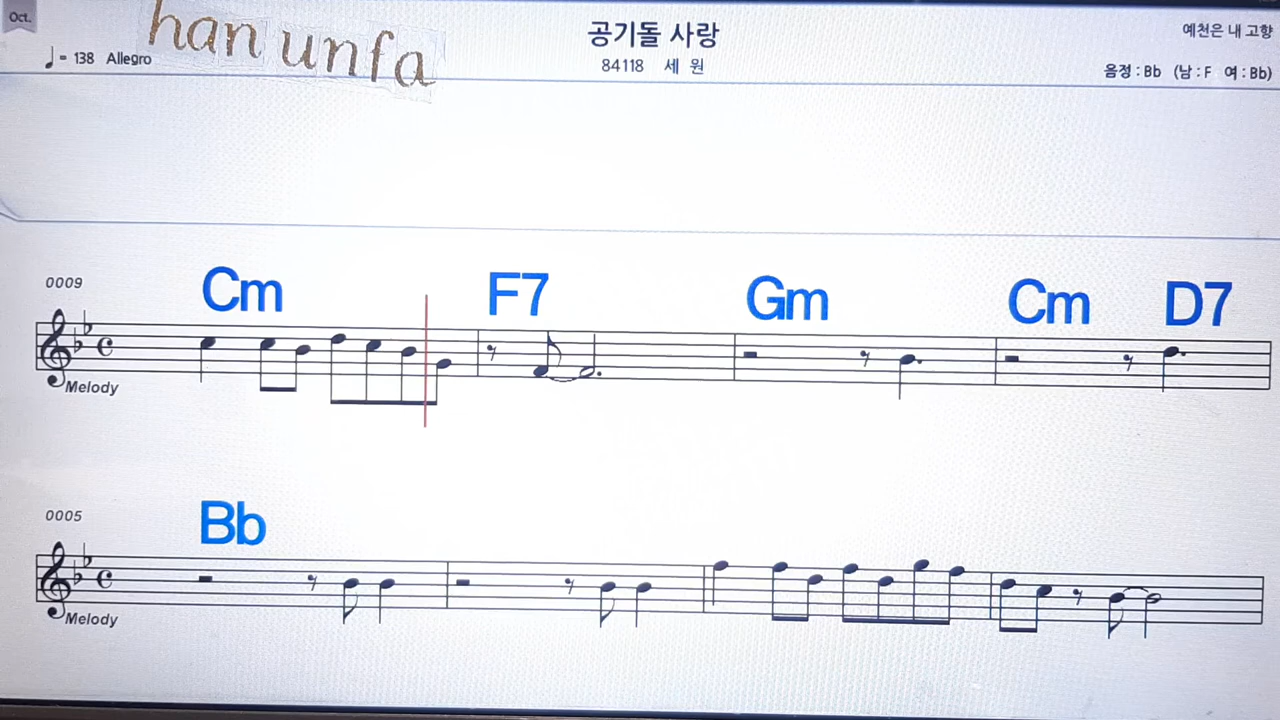 Oct.
han unfa
♩= 138 Allegro
공기돌 사랑
84118 세 원
예천은 내 고향
음정 : Bb (남 : F 여 : Bb)
0009
Cm F7 Gm Cm D7
Melody
0005
Bb
Melody